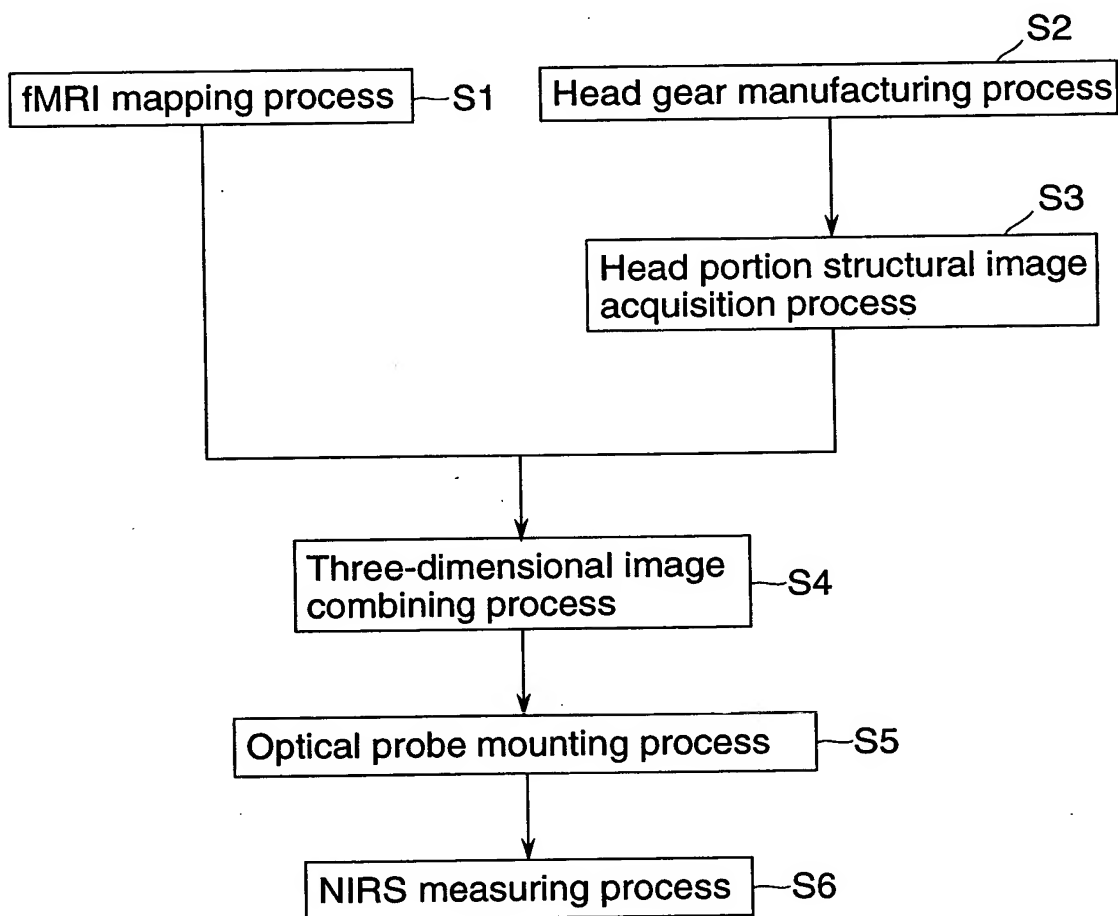 S2
fMRI mapping process
S1
Head gear manufacturing process
S3
Head portion structural image
acquisition process
Three-dimensional image
combining process
S4
Optical probe mounting process
S5
NIRS measuring process
S6